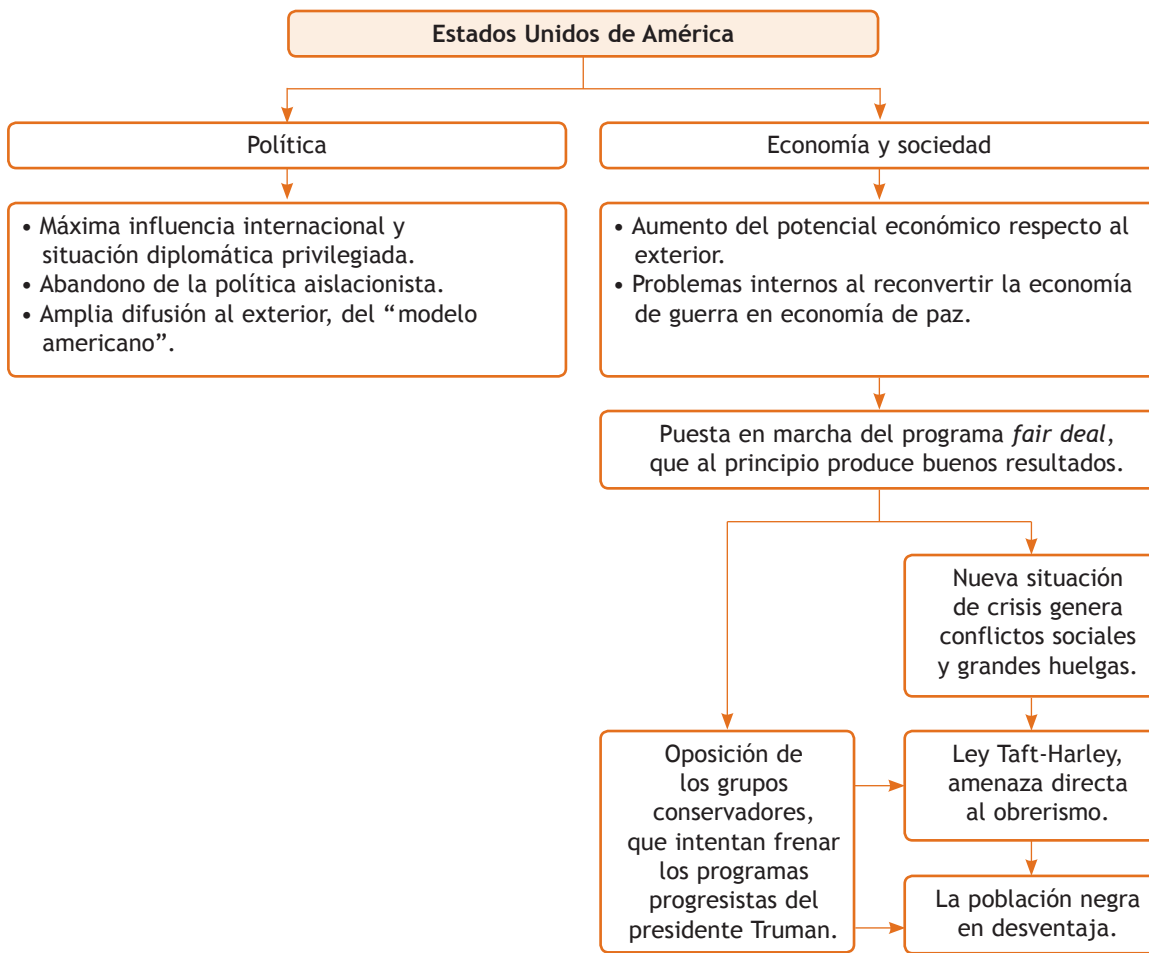 Estados Unidos de América
Política
• Máxima influencia internacional y
situación diplomática privilegiada.
• Abandono de la política aislacionista.
• Amplia difusión al exterior, del “modelo
americano”.
Economía y sociedad
• Aumento del potencial económico respecto al
exterior.
• Problemas internos al reconvertir la economía
de guerra en economía de paz.
Puesta en marcha del programa fair deal,
que al principio produce buenos resultados.
Nueva situación
de crisis genera
conflictos sociales
y grandes huelgas.
Oposición de
los grupos
conservadores,
que intentan frenar
los programas
progresistas del
presidente Truman.
Ley Taft-Harley,
amenaza directa
al obrerismo.
La población negra
en desventaja.